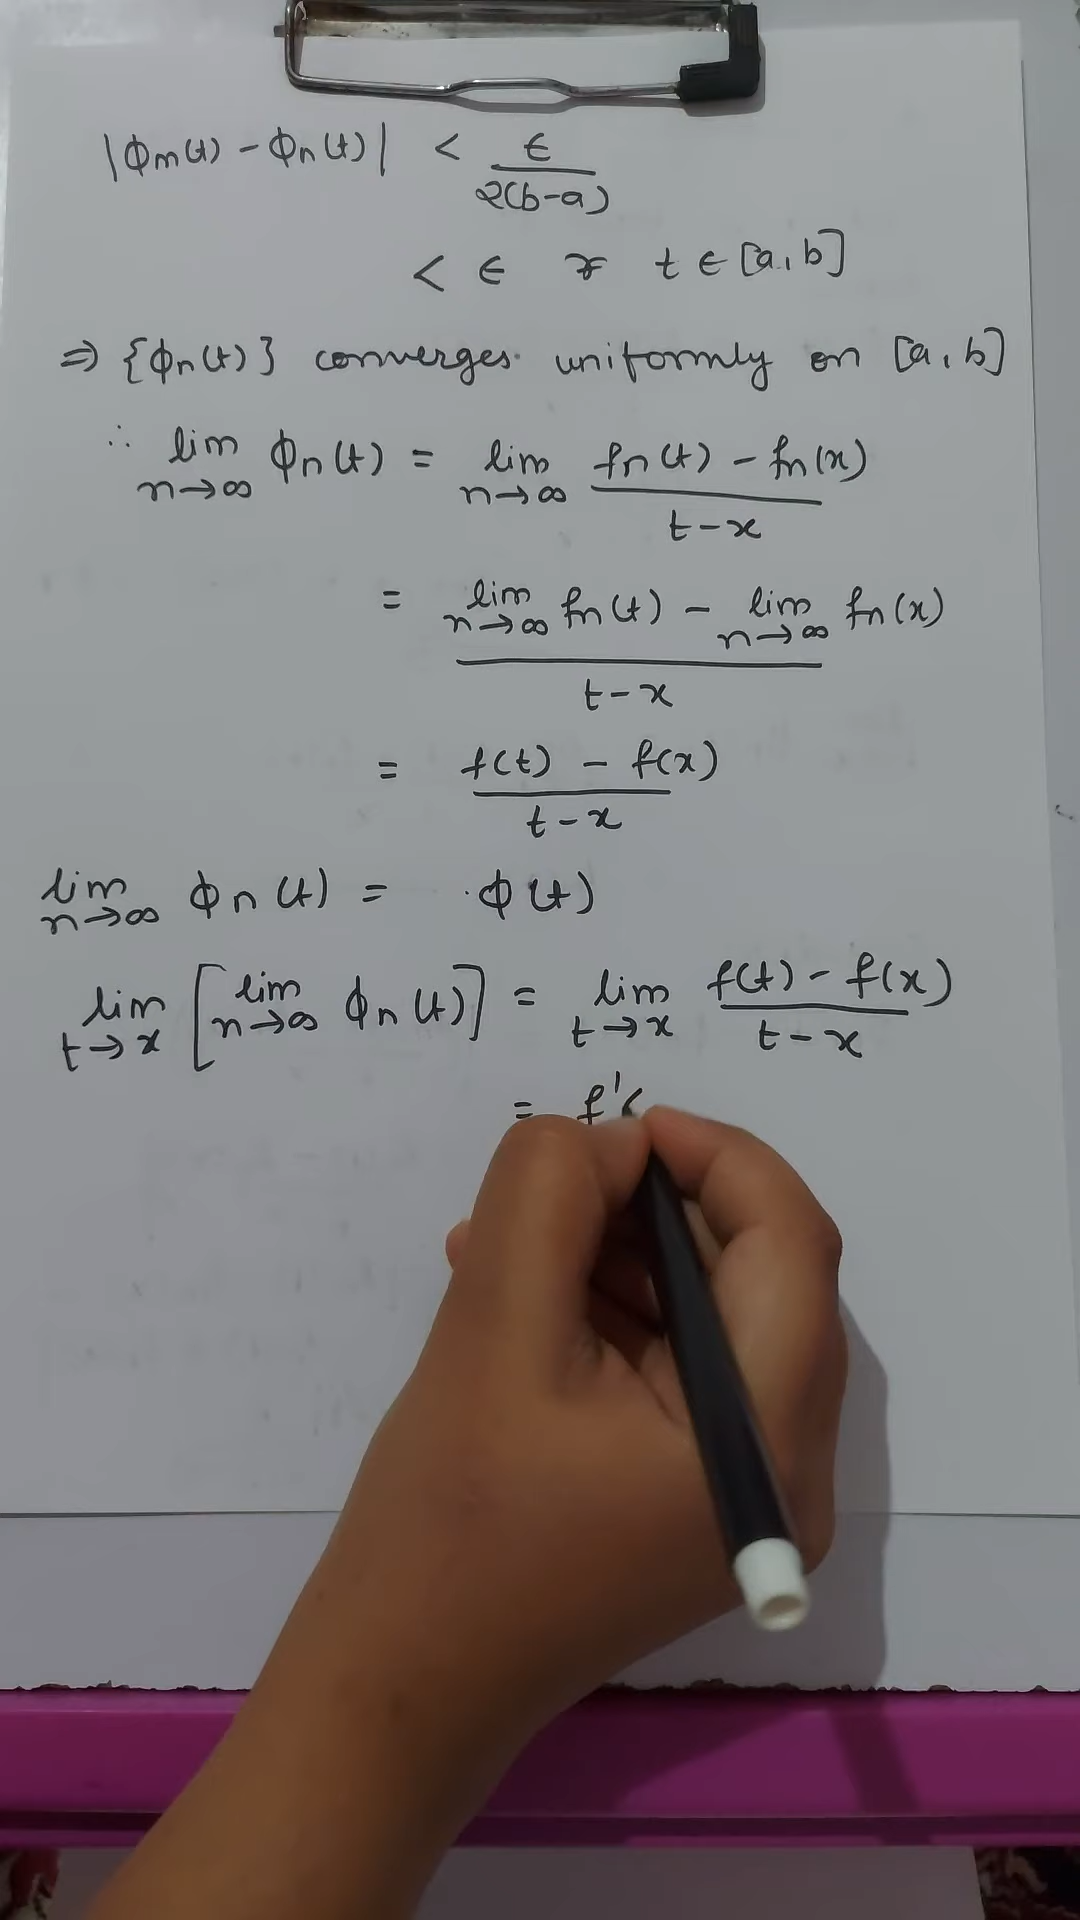 |ϕm(t) - ϕn(t)| < ϵ/2(b-a)
< ϵ ∀ t ∈ [a, b]
⇒ {ϕn(t)} converges uniformly on [a, b]
∴ lim n→∞ ϕn(t) = lim n→∞ fn(t) - fn(x) / t-x
= lim n→∞ fn(t) - lim n→∞ fn(x) / t-x
= f(t) - f(x) / t-x
lim n→∞ ϕn(t) = ϕ(t)
lim t→x [lim n→∞ ϕn(t)] = lim t→x f(t) - f(x) / t-x
= f'(